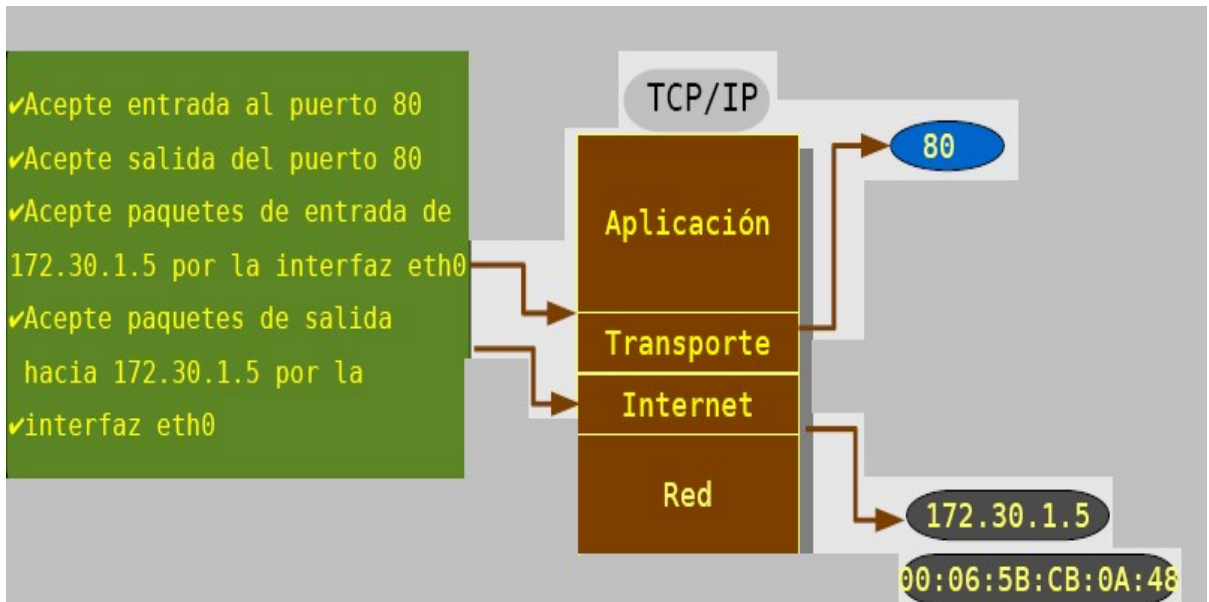 ✔Acepte entrada al puerto 80
✔Acepte salida del puerto 80
✔Acepte paquetes de entrada de
172.30.1.5 por la interfaz eth0
✔Acepte paquetes de salida
hacia 172.30.1.5 por la
✔interfaz eth0
TCP/IP
Aplicación
Transporte
Internet
Red
80
172.30.1.5
00:06:5B:CB:0A:48